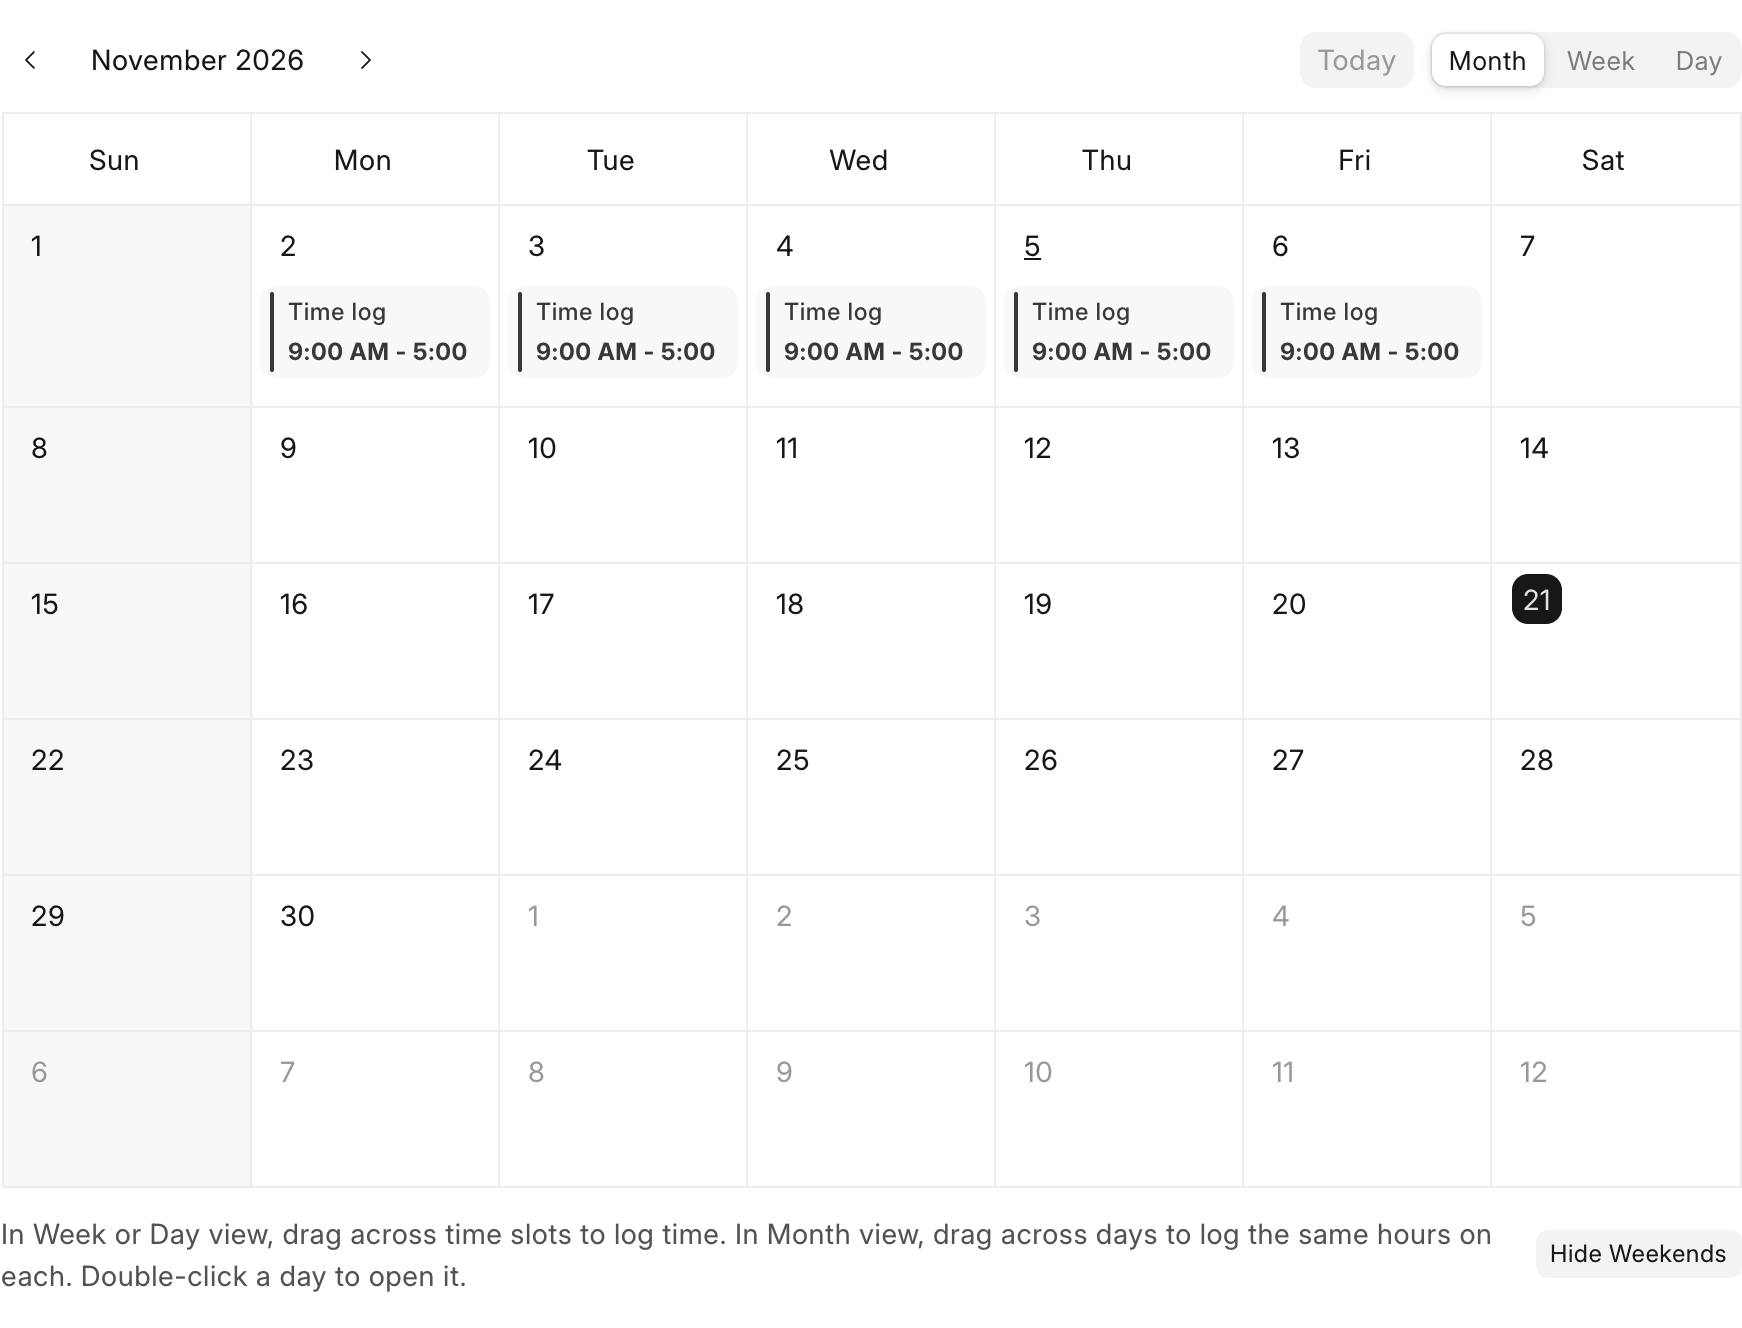 November 2026 Today Month Week Day
Sun Mon Tue Wed Thu Fri Sat
1 2 3 4 5 6 7
Time log Time log Time log Time log Time log
9:00 AM - 5:00 9:00 AM - 5:00 9:00 AM - 5:00 9:00 AM - 5:00 9:00 AM - 5:00
8 9 10 11 12 13 14
15 16 17 18 19 20 21
22 23 24 25 26 27 28
29 30 1 2 3 4 5
6 7 8 9 10 11 12
In Week or Day view, drag across time slots to log time. In Month view, drag across days to log the same hours on
each. Double-click a day to open it.
Hide Weekends